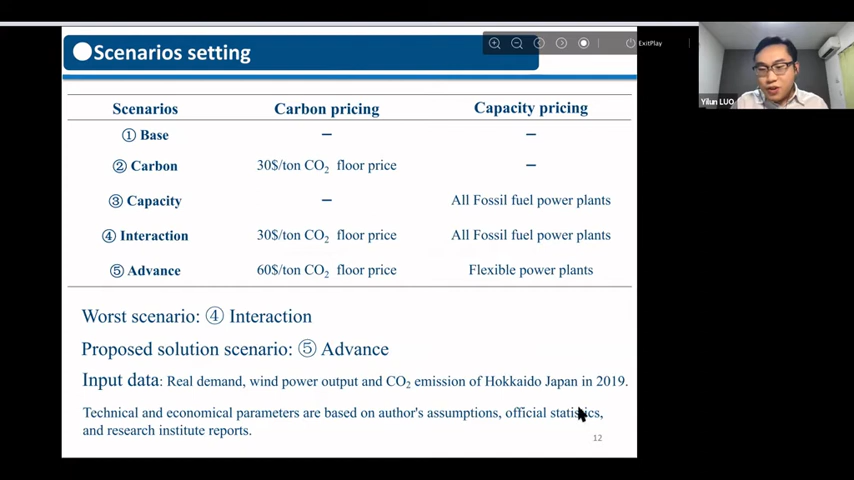 Scenarios setting
ExitPlay
Yilun LUO
Scenarios Carbon pricing Capacity pricing
① Base – –
② Carbon 30$/ton CO₂ floor price –
③ Capacity – All Fossil fuel power plants
④ Interaction 30$/ton CO₂ floor price All Fossil fuel power plants
⑤ Advance 60$/ton CO₂ floor price Flexible power plants
Worst scenario: ④ Interaction
Proposed solution scenario: ⑤ Advance
Input data: Real demand, wind power output and CO₂ emission of Hokkaido Japan in 2019.
Technical and economical parameters are based on author's assumptions, official statistics,
and research institute reports.
12